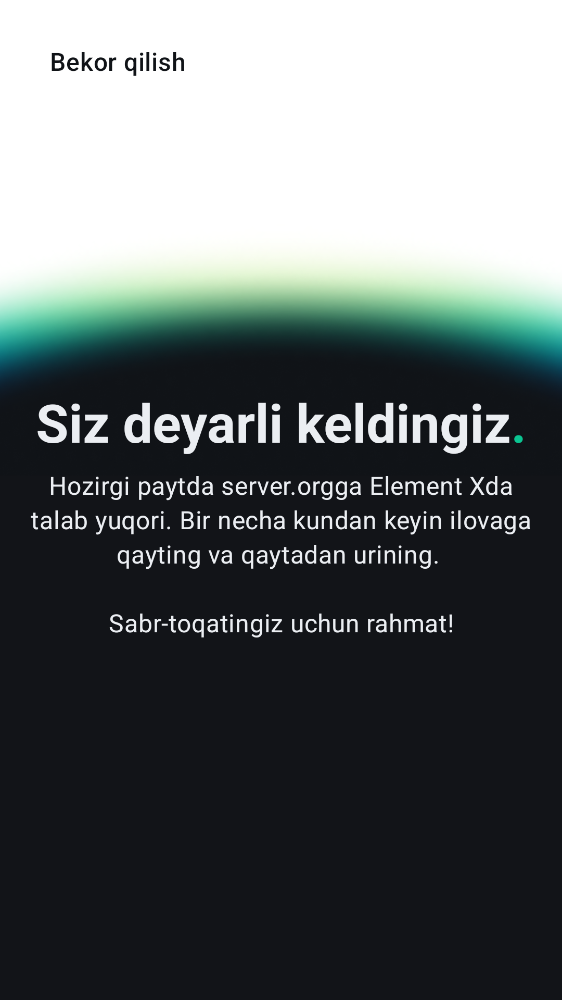 Bekor qilish
Siz deyarli keldingiz.
Hozirgi paytda server.orgga Element Xda
talab yuqori. Bir necha kundan keyin ilovaga
qayting va qaytadan urining.
Sabr-toqatingiz uchun rahmat!